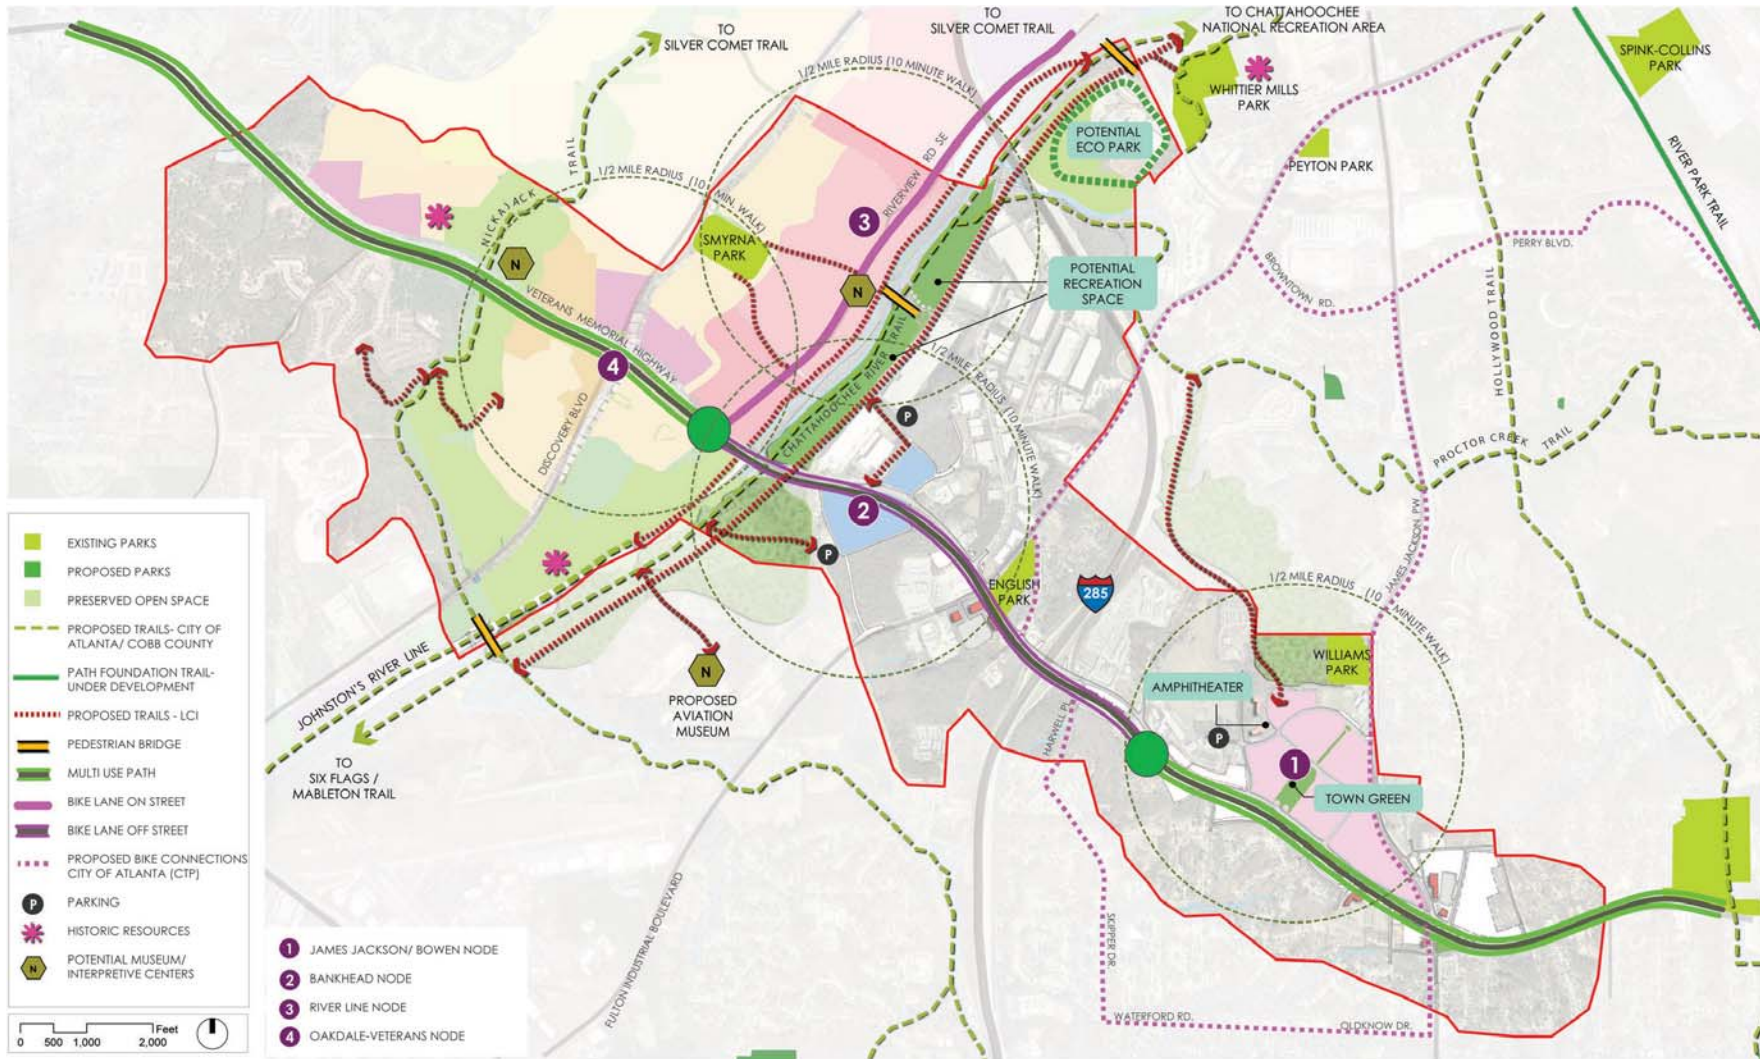 TO
SILVER COMET TRAIL
TO
SILVER COMET TRAIL
TO CHATTAHOOCHEE
NATIONAL RECREATION AREA
SPINK-COLLINS
PARK
1/2 MILE RADIUS (10 MINUTE WALK)
WHITTIER MILLS
PARK
POTENTIAL
ECO PARK
PEYTON PARK
RIVER PARK TRAIL
NICKAJACK TRAIL
1/2 MILE RADIUS (10 MIN. WALK)
RIVERVIEW RD SE
3
SMYRNA
PARK
N
N
POTENTIAL
RECREATION
SPACE
PERRY BLVD.
BROWNTOWN RD.
HOLLYWOOD TRAIL
VETERANS MEMORIAL HIGHWAY
4
DISCOVERY BLVD
CHATTAHOOCHEE RIVER TRAIL
1/2 MILE RADIUS (10 MINUTE WALK)
P
PROCTOR CREEK TRAIL
2
P
JAMES JACKSON PW
ENGLISH
PARK
285
1/2 MILE RADIUS (10 MINUTE WALK)
WILLIAMS
PARK
JOHNSTON'S RIVER LINE
N
PROPOSED
AVIATION
MUSEUM
AMPHITHEATER
P
HARWELL PL
1
TOWN GREEN
TO
SIX FLAGS /
MABLETON TRAIL
FULTON INDUSTRIAL BOULEVARD
SKIPPER DR.
WATERFORD RD.
OLDKNOW DR.
EXISTING PARKS
PROPOSED PARKS
PRESERVED OPEN SPACE
PROPOSED TRAILS- CITY OF
ATLANTA/ COBB COUNTY
PATH FOUNDATION TRAIL-
UNDER DEVELOPMENT
PROPOSED TRAILS - LCI
PEDESTRIAN BRIDGE
MULTI USE PATH
BIKE LANE ON STREET
BIKE LANE OFF STREET
PROPOSED BIKE CONNECTIONS
CITY OF ATLANTA (CTP)
P PARKING
HISTORIC RESOURCES
N POTENTIAL MUSEUM/
INTERPRETIVE CENTERS
Feet
0 500 1,000 2,000
1 JAMES JACKSON/ BOWEN NODE
2 BANKHEAD NODE
3 RIVER LINE NODE
4 OAKDALE-VETERANS NODE